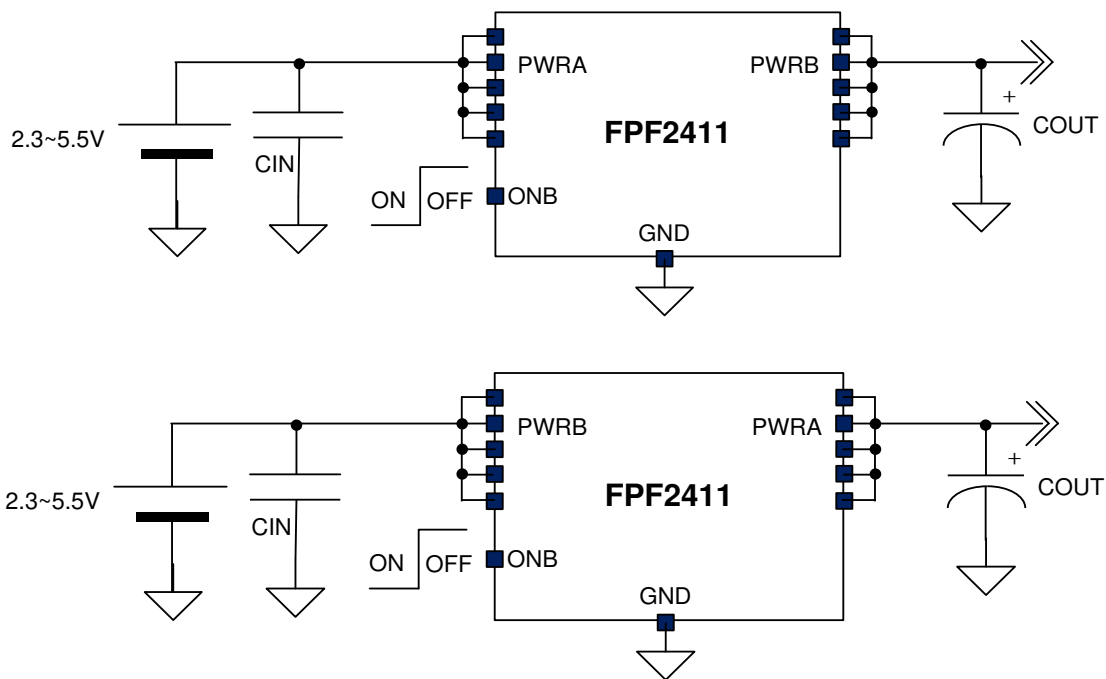 PWRA
PWRB
+
2.3~5.5V
FPF2411
COUT
CIN
ON
OFF
ONB
GND
PWRB
PWRA
+
2.3~5.5V
FPF2411
COUT
CIN
ON
OFF
ONB
GND